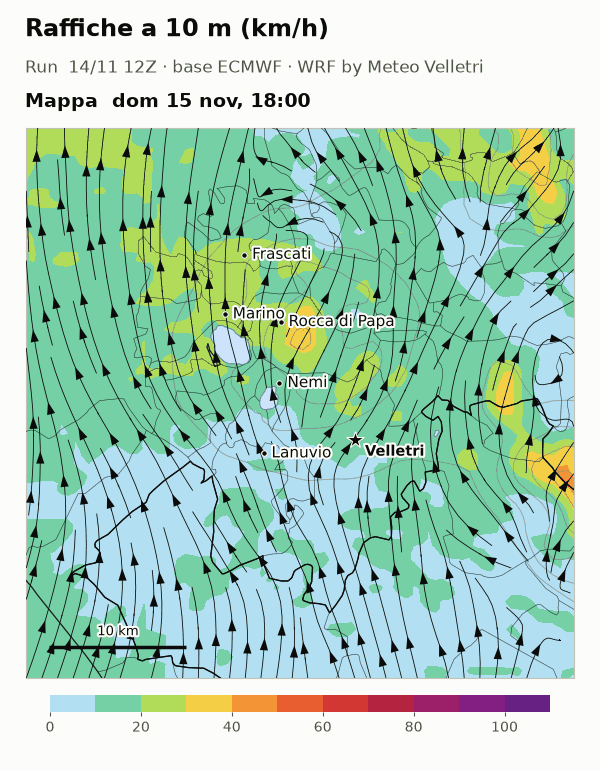 Raffiche a 10 m (km/h)
Run  14/11 12Z · base ECMWF · WRF by Meteo Velletri
Mappa  dom 15 nov, 18:00
Frascati
Marino
Rocca di Papa
Nemi
Velletri
Lanuvio
10 km
0 20 40 60 80 100